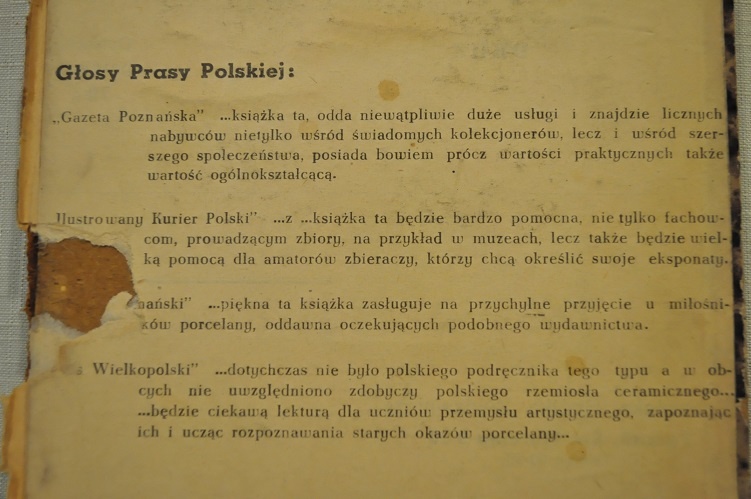 Głosy Prasy Polskiej:
„Gazeta Poznańska” ...książka ta, odda niewątpliwie duże usługi i znajdzie licznych
nabywców nietylko wśród świadomych kolekcjonerów, lecz i wśród szer-
szego społeczeństwa, posiada bowiem prócz wartości praktycznych także
wartość ogólnokształcącą.
Ilustrowany Kurier Polski” ...z ...książka ta będzie bardzo pomocna, nie tylko fachow-
com, prowadzącym zbiory, na przykład w muzeach, lecz także będzie wiel-
ką pomocą dla amatorów zbieraczy, którzy chcą określić swoje eksponaty.
nański” ...piękna ta książka zasługuje na przychylne przyjęcie u miłośni-
ków porcelany, oddawna oczekujących podobnego wydawnictwa.
s Wielkopolski” ...dotychczas nie było polskiego podręcznika tego typu a w ob-
cych nie uwzględniono zdobyczy polskiego rzemiosła ceramicznego...
...będzie ciekawą lekturą dla uczniów przemysłu artystycznego, zapoznając
ich i ucząc rozpoznawania starych okazów porcelany...